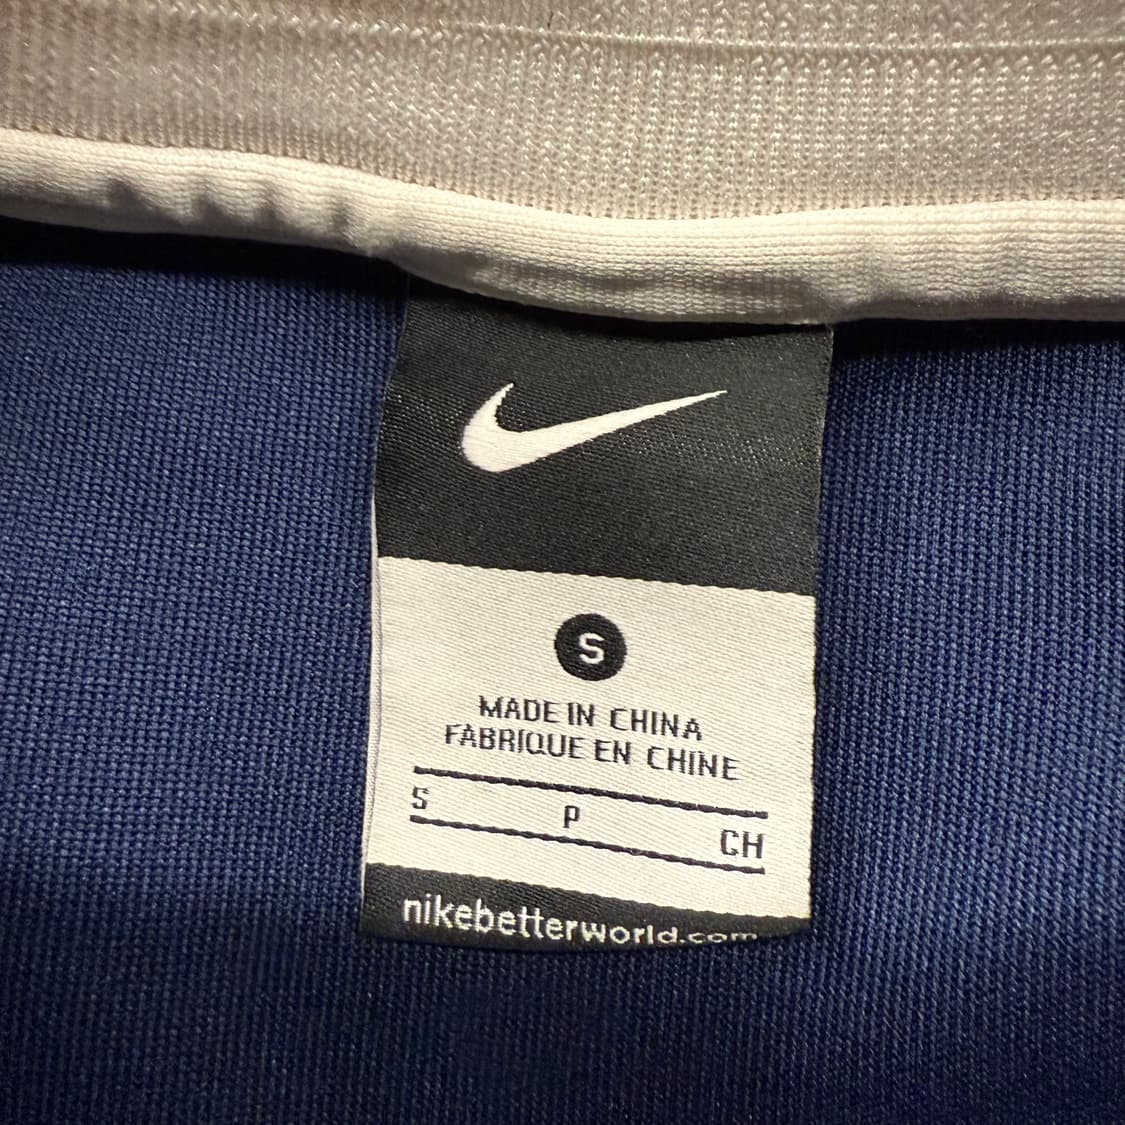 S
MADE IN CHINA
FABRIQUE EN CHINE
S P CH
nikebetterworld.com